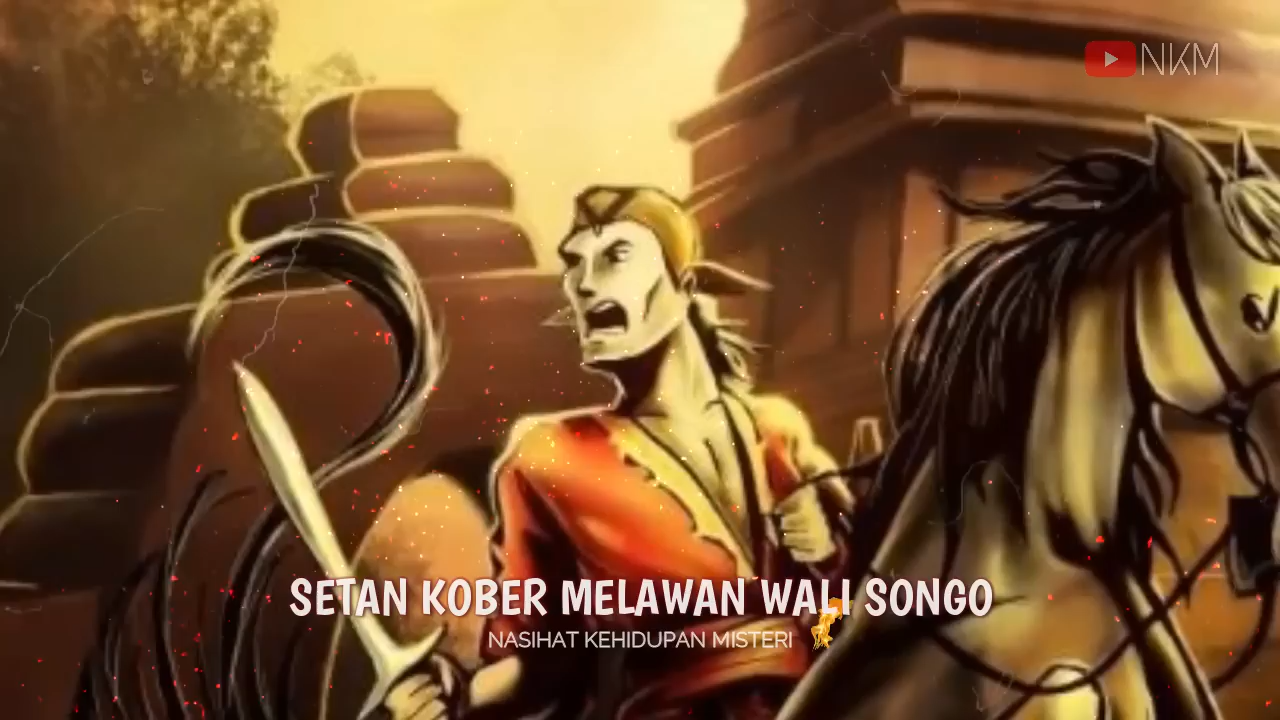 NKM
SETAN KOBER MELAWAN WALI SONGO
NASIHAT KEHIDUPAN MISTERI